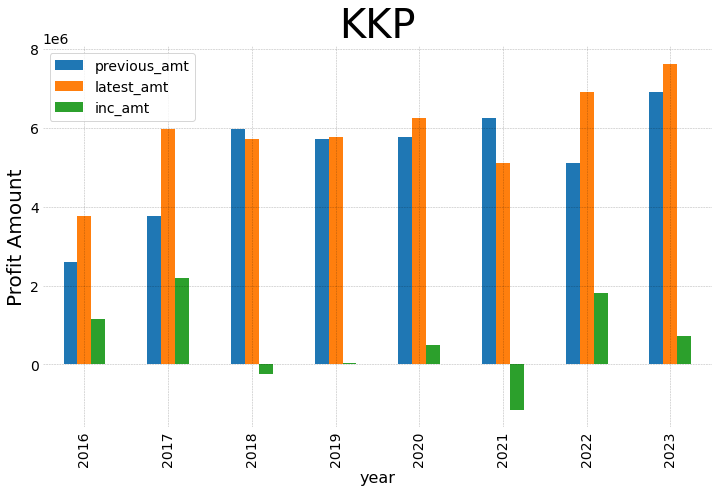 KKP
1e6
8
6
4
2
0
Profit Amount
previous_amt
latest_amt
inc_amt
2016
2017
2018
2019
2020
2021
2022
2023
year